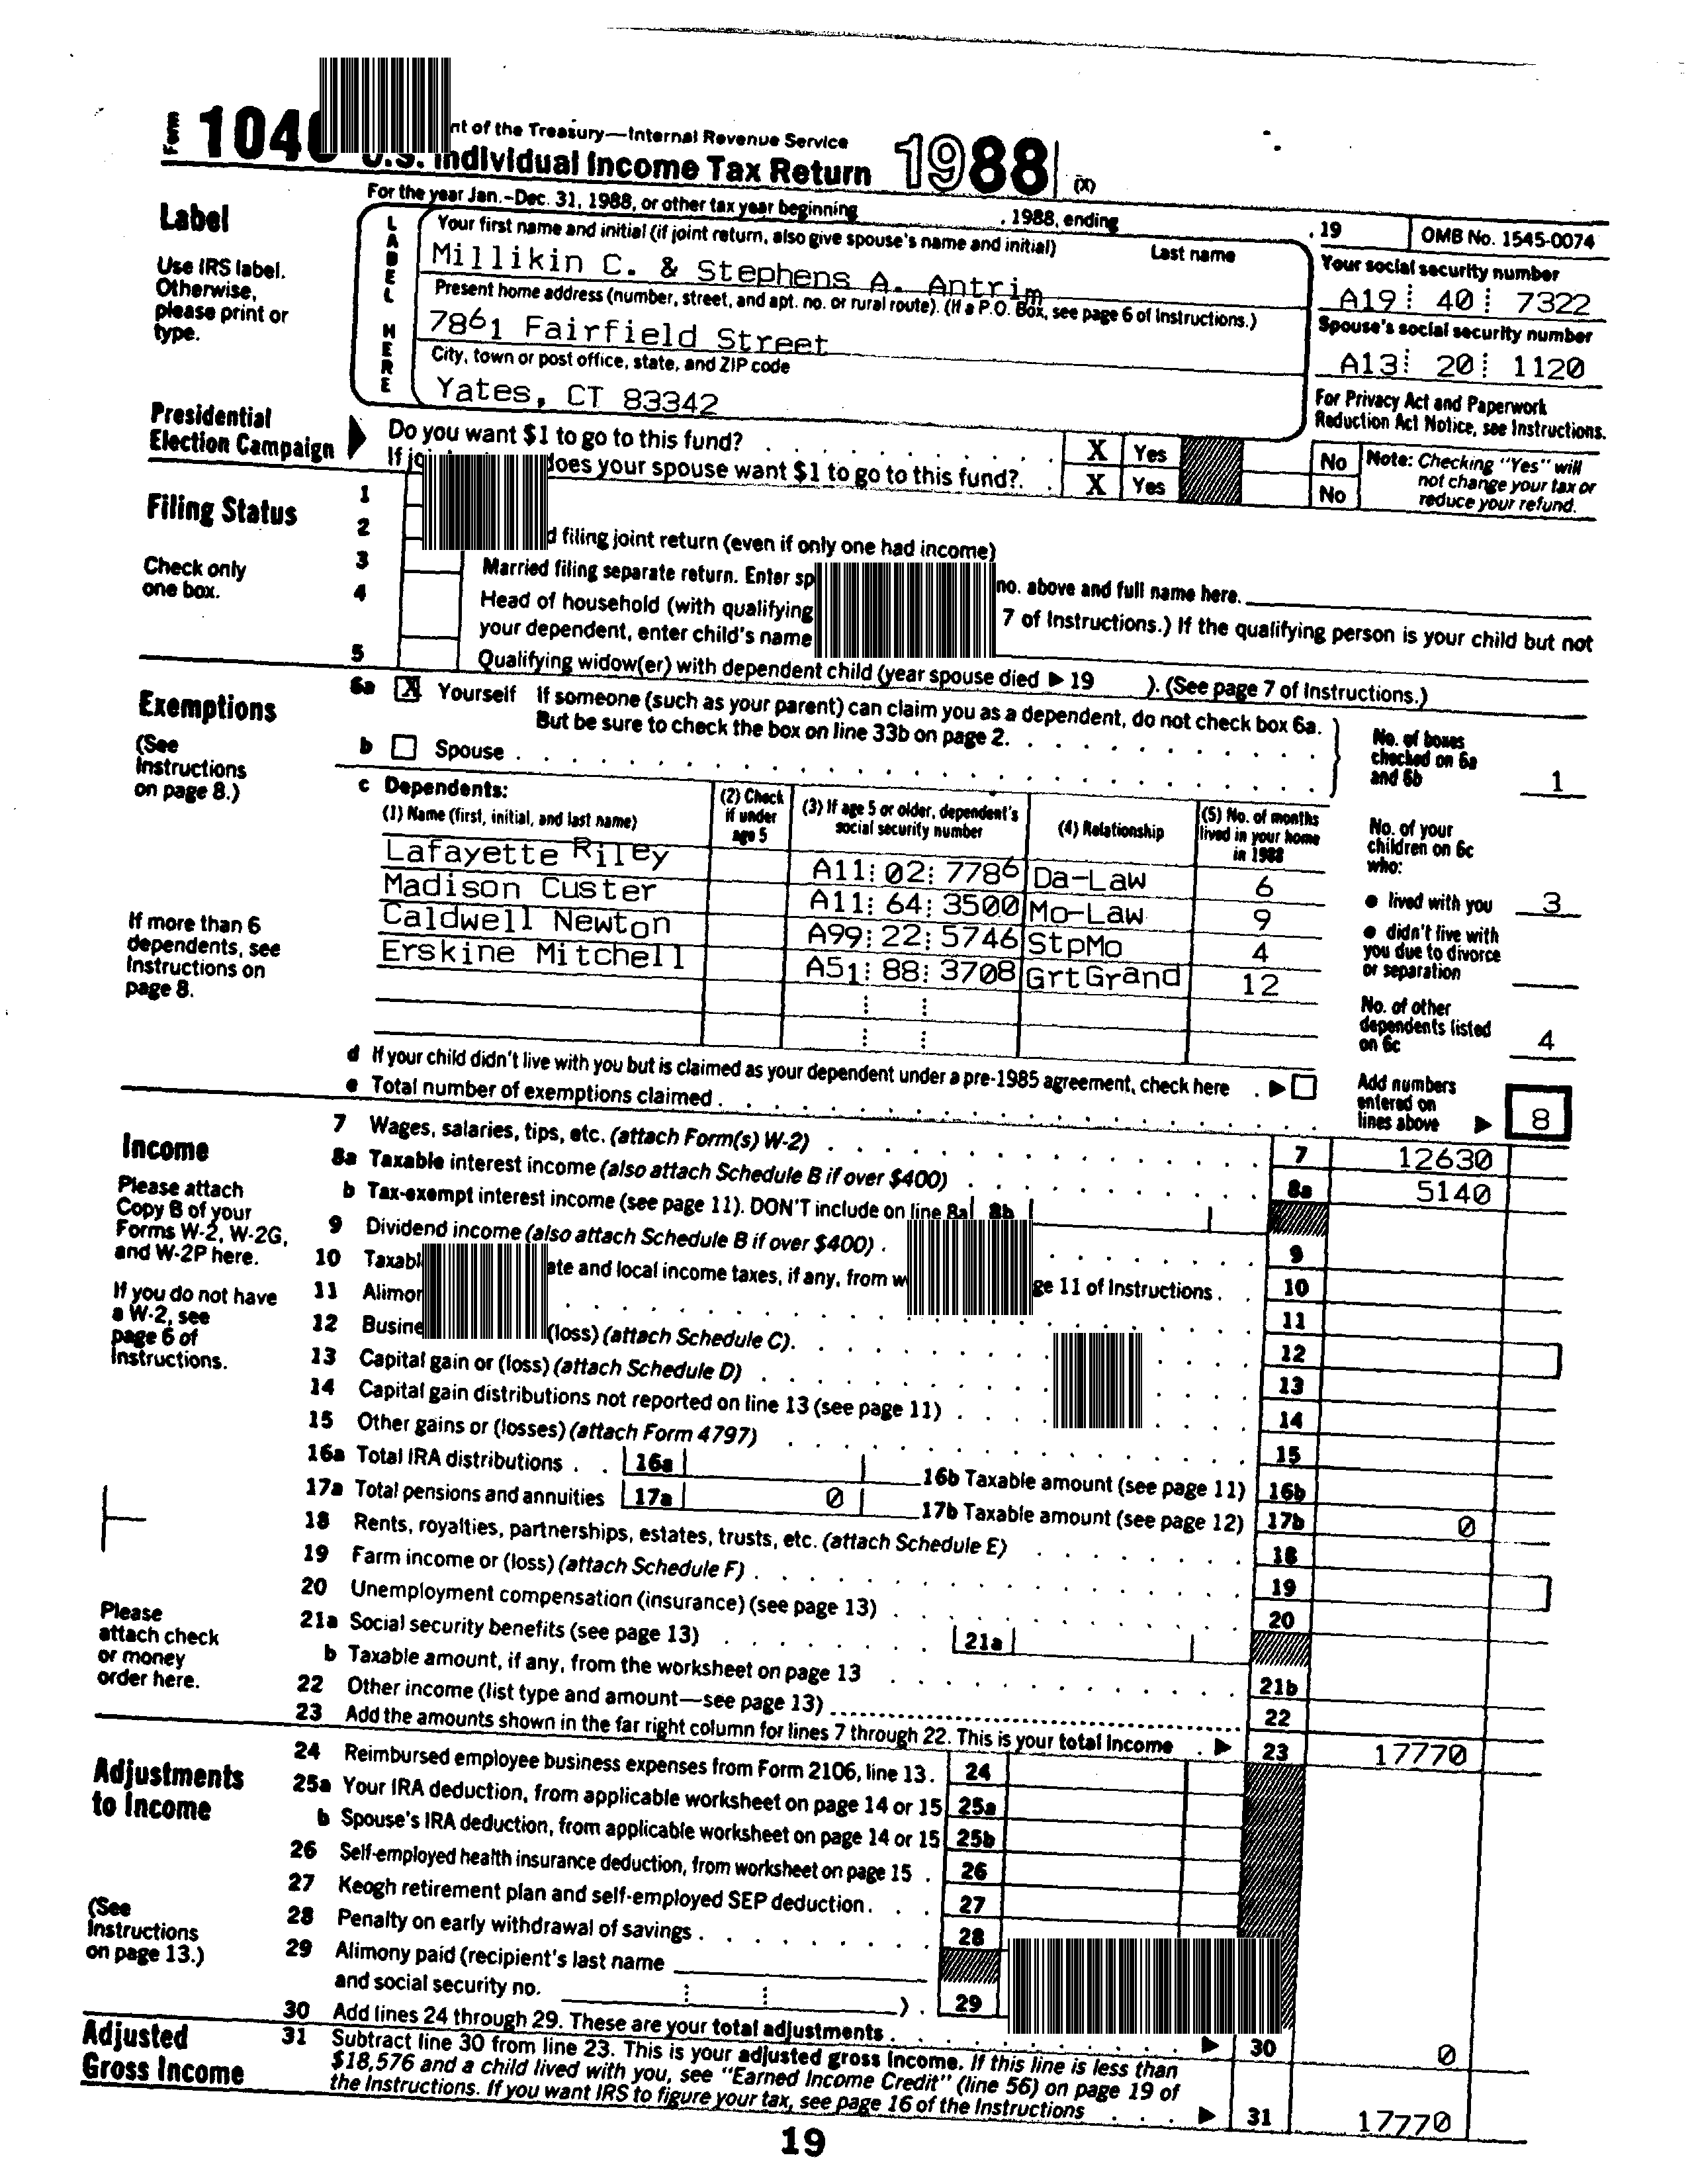 Form 104
nt of the Treasury—Internal Revenue Service
U.S. Individual Income Tax Return 1988 (X)
For the year Jan.–Dec. 31, 1988, or other tax year beginning , 1988, ending , 19 OMB No. 1545-0074
Label
Use IRS label.
Otherwise,
please print or
type.
LABEL HERE
Your first name and initial (if joint return, also give spouse's name and initial) Last name
Millikin C. & Stephens A. Antrim
Present home address (number, street, and apt. no. or rural route). (If a P.O. Box, see page 6 of Instructions.)
7861 Fairfield Street
City, town or post office, state, and ZIP code
Yates, CT 83342
Your social security number
A19 40 7322
Spouse's social security number
A13 20 1120
For Privacy Act and Paperwork
Reduction Act Notice, see Instructions.
Presidential
Election Campaign
Do you want $1 to go to this fund? X Yes No
If jo does your spouse want $1 to go to this fund?. X Yes No
Note: Checking "Yes" will
not change your tax or
reduce your refund.
Filing Status
Check only
one box.
1
2 d filing joint return (even if only one had income)
3 Married filing separate return. Enter sp no. above and full name here.
4 Head of household (with qualifying 7 of Instructions.) If the qualifying person is your child but not
your dependent, enter child's name
5 Qualifying widow(er) with dependent child (year spouse died ▶ 19 ). (See page 7 of Instructions.)
Exemptions
(See
Instructions
on page 8.)
If more than 6
dependents, see
Instructions on
page 8.
6a X Yourself If someone (such as your parent) can claim you as a dependent, do not check box 6a.
But be sure to check the box on line 33b on page 2.
b Spouse
No. of boxes
checked on 6a
and 6b 1
c Dependents:
(1) Name (first, initial, and last name)
(2) Check
if under
age 5
(3) If age 5 or older, dependent's
social security number
(4) Relationship
(5) No. of months
lived in your home
in 1988
Lafayette Riley A11 02 7786 Da-Law 6
Madison Custer A11 64 3500 Mo-Law 9
Caldwell Newton A99 22 5746 StpMo 4
Erskine Mitchell A51 88 3708 GrtGrand 12
No. of your
children on 6c
who:
● lived with you 3
● didn't live with
you due to divorce
or separation
No. of other
dependents listed
on 6c 4
d If your child didn't live with you but is claimed as your dependent under a pre-1985 agreement, check here ▶
e Total number of exemptions claimed
Add numbers
entered on
lines above ▶ 8
Income
Please attach
Copy B of your
Forms W-2, W-2G,
and W-2P here.
If you do not have
a W-2, see
page 6 of
Instructions.
Please
attach check
or money
order here.
7 Wages, salaries, tips, etc. (attach Form(s) W-2) 7 12630
8a Taxable interest income (also attach Schedule B if over $400) 8a 5140
b Tax-exempt interest income (see page 11). DON'T include on line 8a 8b
9 Dividend income (also attach Schedule B if over $400) 9
10 Taxabl ate and local income taxes, if any, from w ge 11 of Instructions 10
11 Alimon 11
12 Busine (loss) (attach Schedule C) 12
13 Capital gain or (loss) (attach Schedule D) 13
14 Capital gain distributions not reported on line 13 (see page 11) 14
15 Other gains or (losses) (attach Form 4797) 15
16a Total IRA distributions 16a 16b Taxable amount (see page 11) 16b
17a Total pensions and annuities 17a 0 17b Taxable amount (see page 12) 17b 0
18 Rents, royalties, partnerships, estates, trusts, etc. (attach Schedule E) 18
19 Farm income or (loss) (attach Schedule F) 19
20 Unemployment compensation (insurance) (see page 13) 20
21a Social security benefits (see page 13) 21a
b Taxable amount, if any, from the worksheet on page 13 21b
22 Other income (list type and amount—see page 13) 22
23 Add the amounts shown in the far right column for lines 7 through 22. This is your total income ▶ 23 17770
Adjustments
to Income
(See
Instructions
on page 13.)
24 Reimbursed employee business expenses from Form 2106, line 13. 24
25a Your IRA deduction, from applicable worksheet on page 14 or 15 25a
b Spouse's IRA deduction, from applicable worksheet on page 14 or 15 25b
26 Self-employed health insurance deduction, from worksheet on page 15 26
27 Keogh retirement plan and self-employed SEP deduction 27
28 Penalty on early withdrawal of savings 28
29 Alimony paid (recipient's last name
and social security no. ). 29
30 Add lines 24 through 29. These are your total adjustments ▶ 30 0
Adjusted
Gross Income
31 Subtract line 30 from line 23. This is your adjusted gross income. If this line is less than
$18,576 and a child lived with you, see "Earned Income Credit" (line 56) on page 19 of
the Instructions. If you want IRS to figure your tax, see page 16 of the Instructions ▶ 31 17770
19